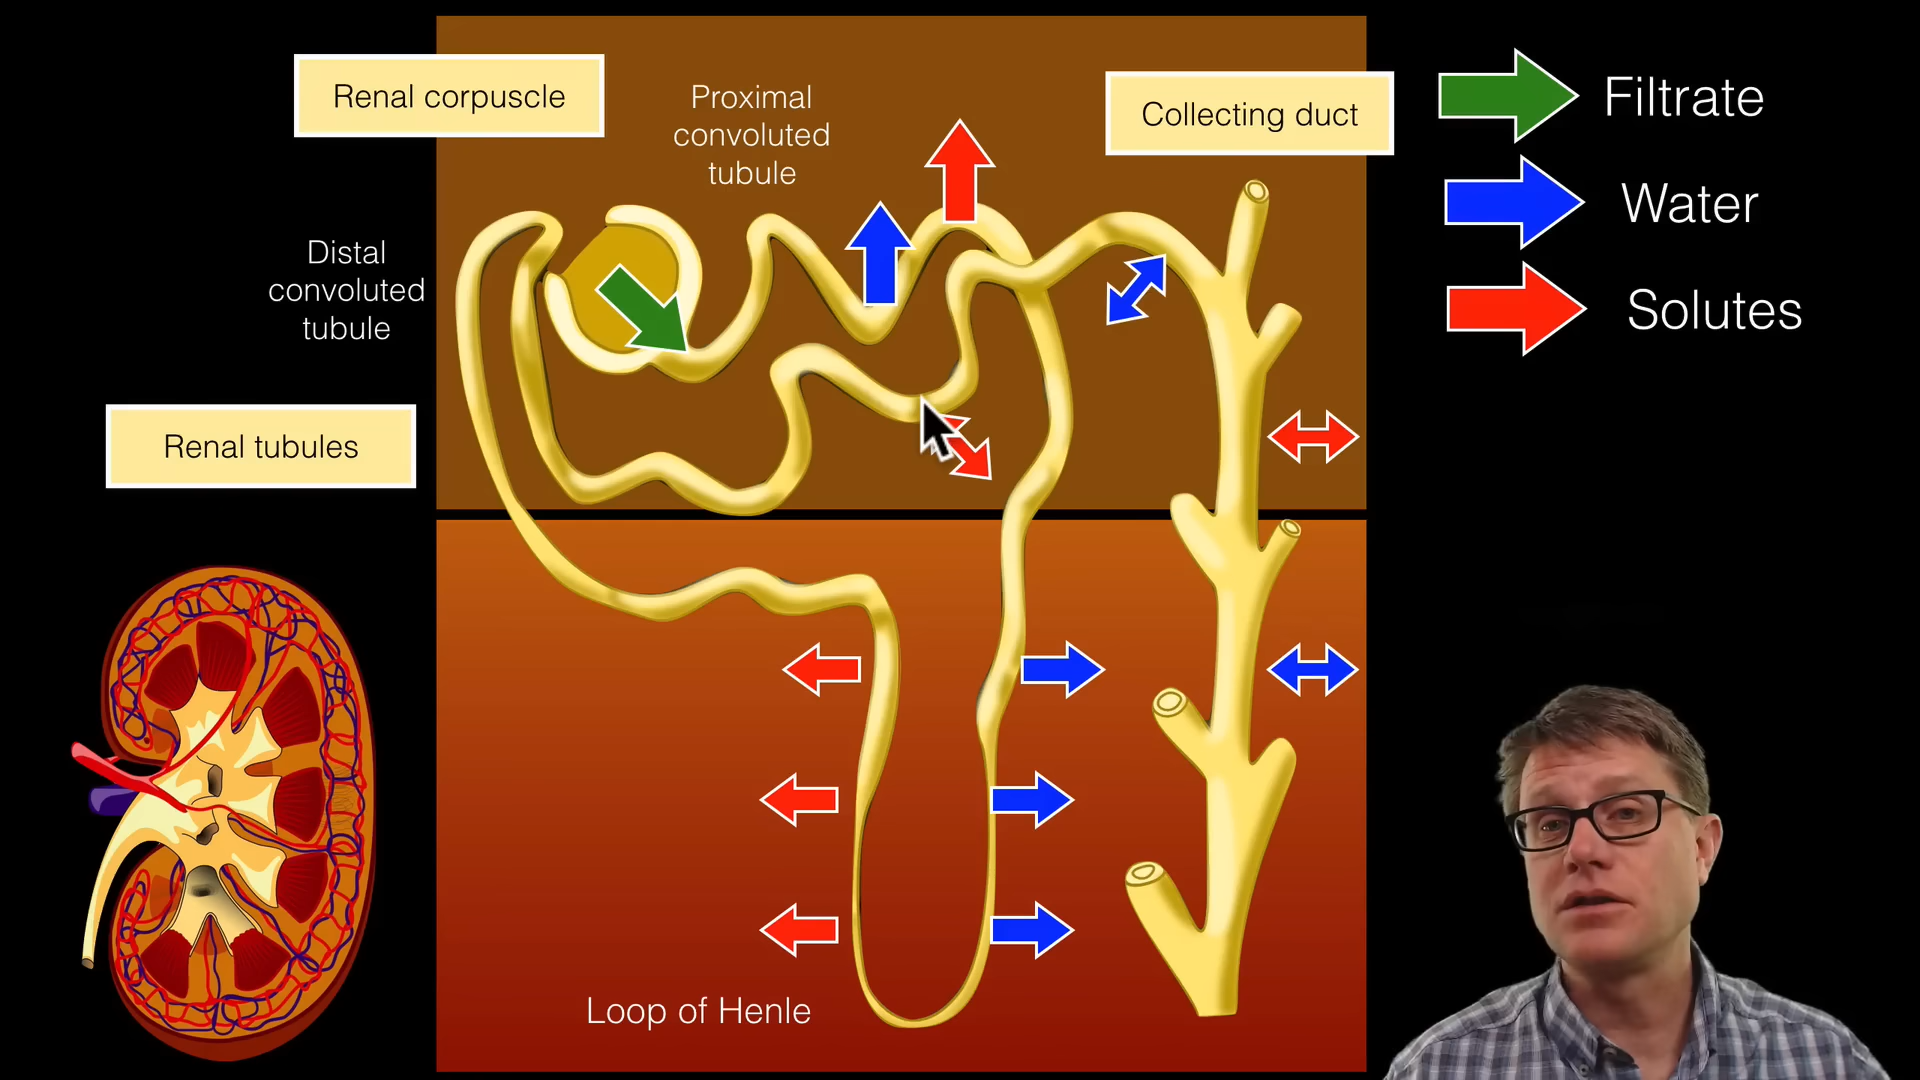 Renal corpuscle
Proximal
convoluted
tubule
Collecting duct
Filtrate
Water
Solutes
Distal
convoluted
tubule
Renal tubules
Loop of Henle